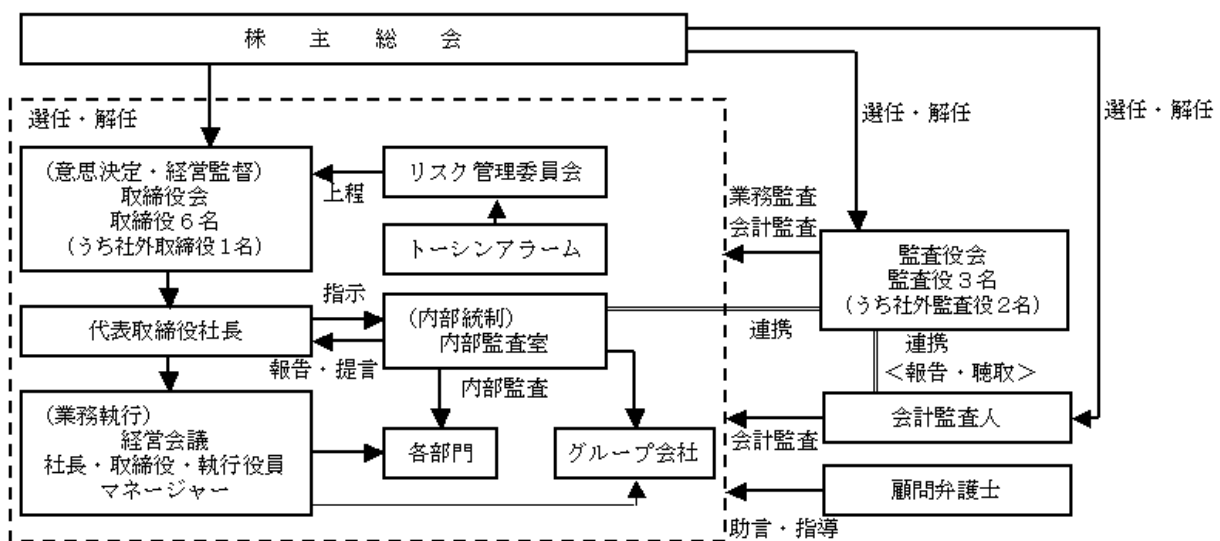 株 主 総 会
選任・解任
選任・解任
選任・解任
(意思決定・経営監督)
取締役会
取締役6名
(うち社外取締役1名)
上程
リスク管理委員会
トーシンアラーム
業務監査
会計監査
監査役会
監査役3名
(うち社外監査役2名)
代表取締役社長
指示
報告・提言
(内部統制)
内部監査室
内部監査
連携
連携
<報告・聴取>
(業務執行)
経営会議
社長・取締役・執行役員
マネージャー
各部門
グループ会社
会計監査
会計監査人
顧問弁護士
助言・指導